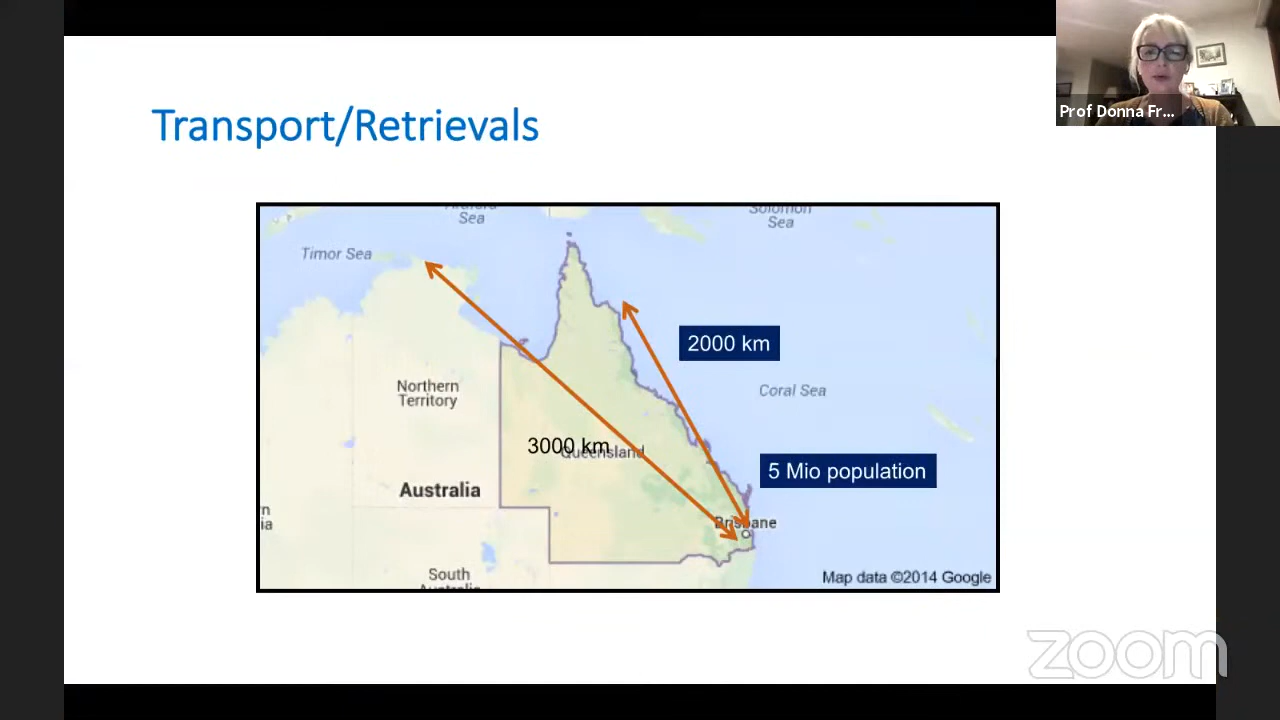 Prof Donna Fr...
Transport/Retrievals
Sea
Solomon
Sea
Timor Sea
2000 km
Northern
Territory
Coral Sea
3000 km
Queensland
5 Mio population
Australia
Brisbane
South
Australia
Map data ©2014 Google
zoom